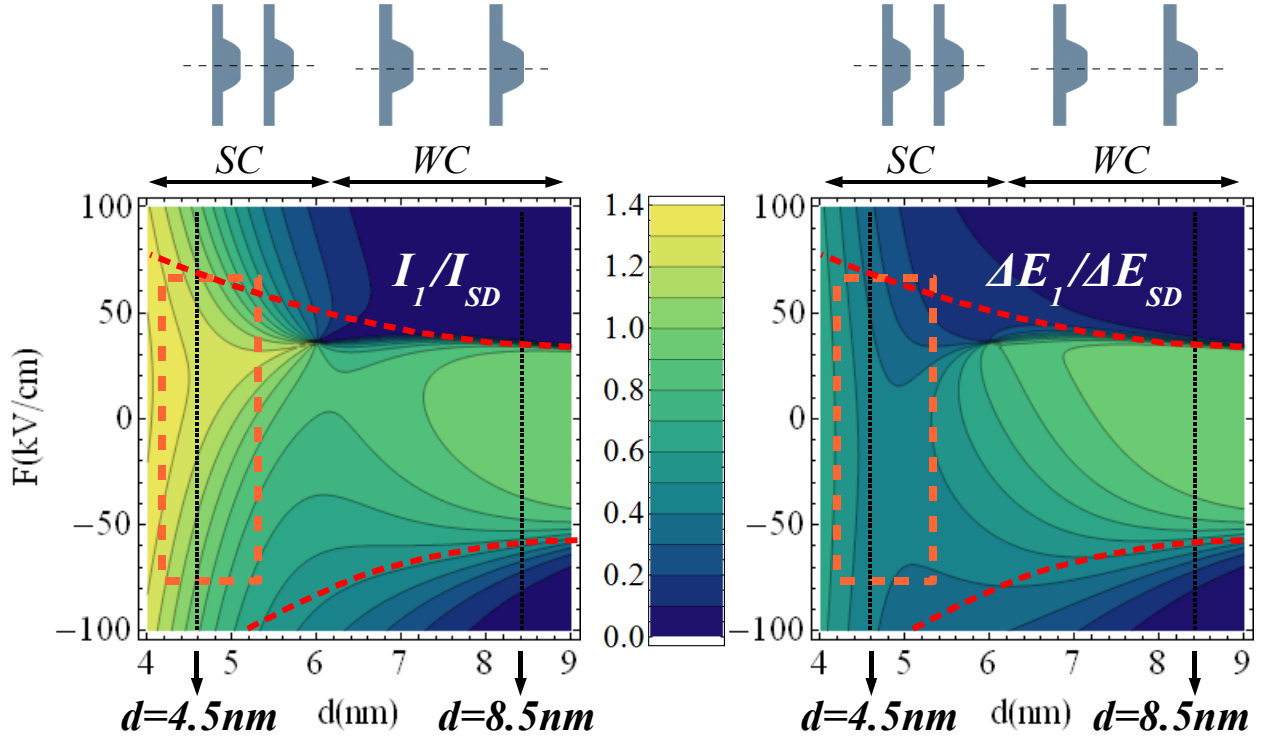 SC WC
SC WC
I1/ISD
ΔE1/ΔESD
F(kV/cm)
100
50
0
−50
−100
4 5 6 7 8 9
d=4.5nm d(nm) d=8.5nm
1.4
1.2
1.0
0.8
0.6
0.4
0.2
0.0
100
50
0
−50
−100
4 5 6 7 8 9
d=4.5nm d(nm) d=8.5nm